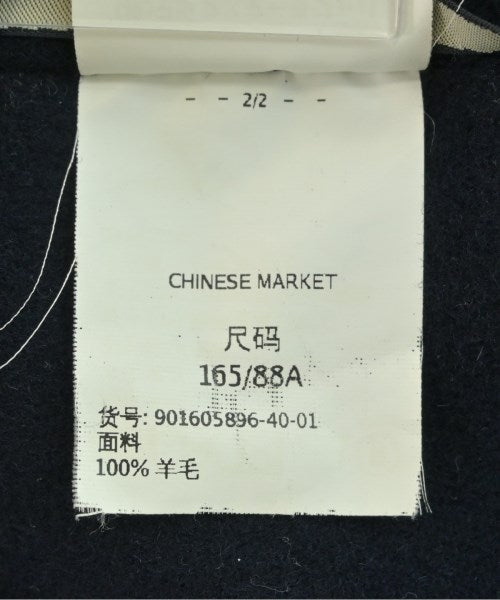 - - 2/2 - -
CHINESE MARKET
尺码
165/88A
货号: 901605896-40-01
面料
100% 羊毛